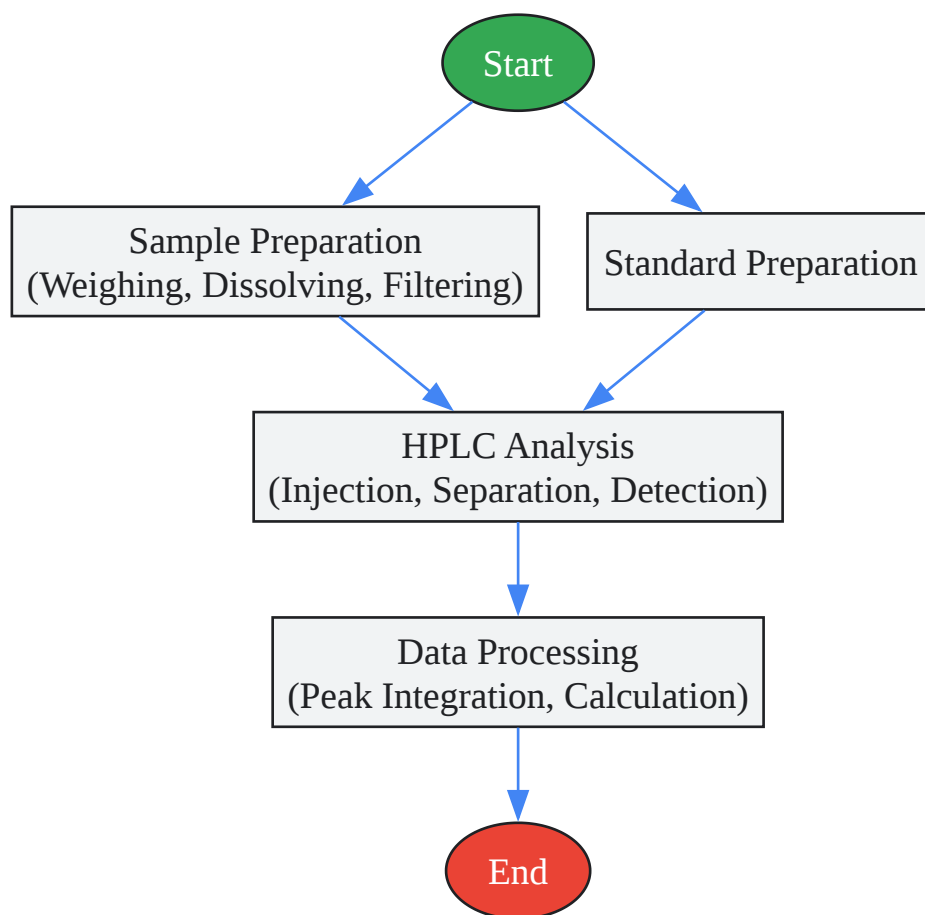 Start
Sample Preparation
(Weighing, Dissolving, Filtering)
Standard Preparation
HPLC Analysis
(Injection, Separation, Detection)
Data Processing
(Peak Integration, Calculation)
End